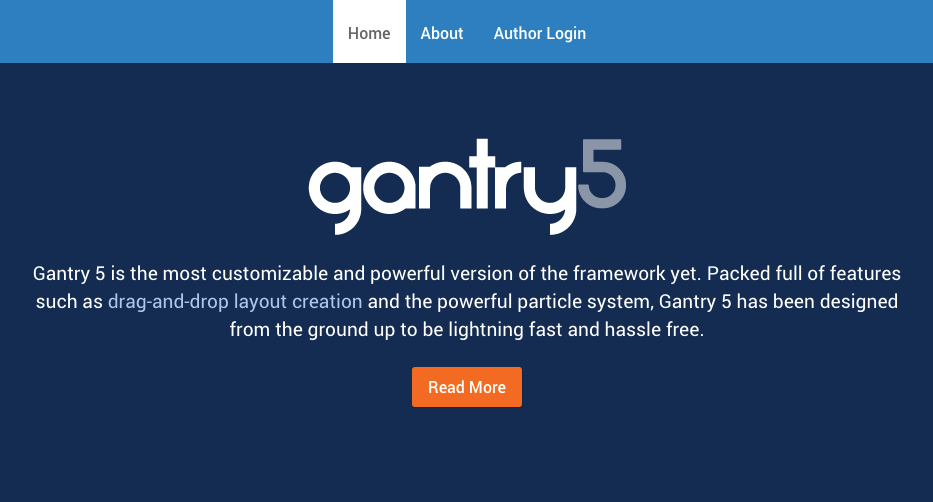 Home About Author Login
gantry5
Gantry 5 is the most customizable and powerful version of the framework yet. Packed full of features
such as drag-and-drop layout creation and the powerful particle system, Gantry 5 has been designed
from the ground up to be lightning fast and hassle free.
Read More